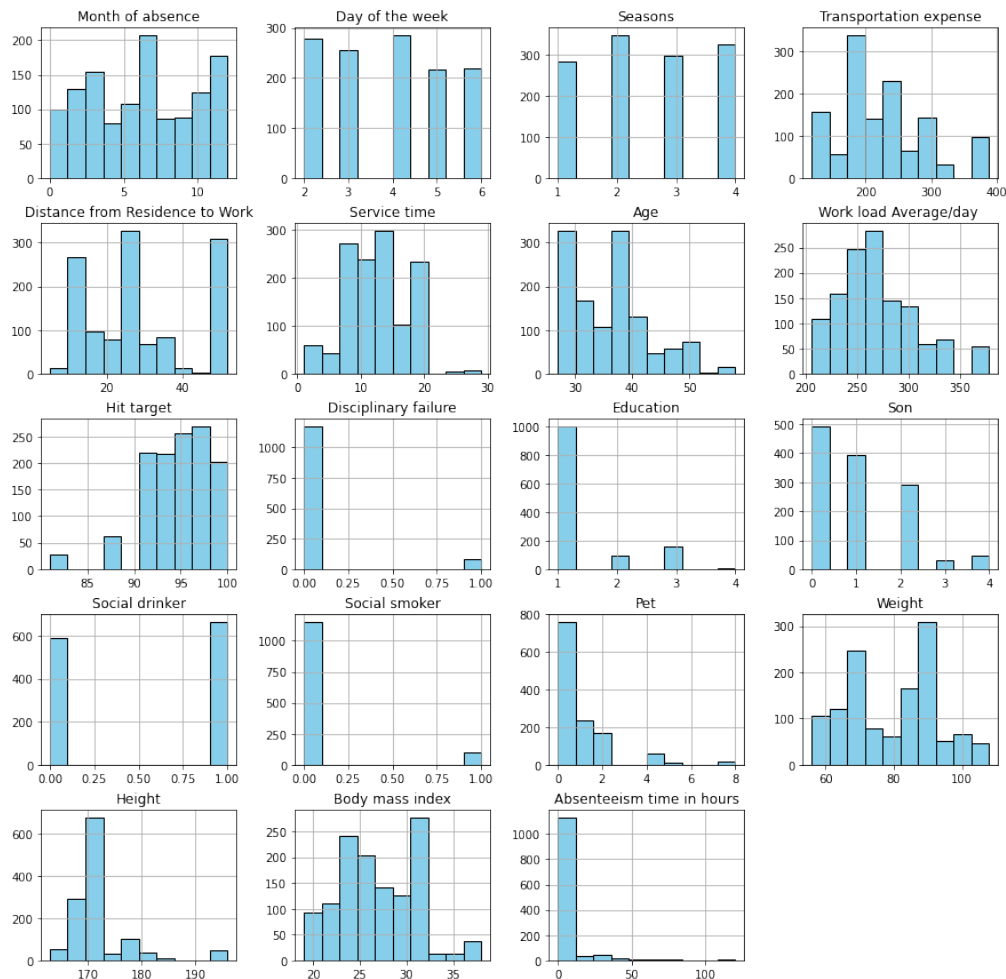 Month of absence Day of the week Seasons Transportation expense
200 150 100 50 0
300 200 100 0
300 200 100 0
300 200 100 0
0 5 10
2 3 4 5 6
1 2 3 4
200 300 400
Distance from Residence to Work Service time Age Work load Average/day
300 200 100 0
300 200 100 0
300 200 100 0
250 200 150 100 50 0
20 40
0 10 20 30
30 40 50
200 250 300 350
Hit target Disciplinary failure Education Son
250 200 150 100 50 0
1000 750 500 250 0
1000 800 600 400 200 0
500 400 300 200 100 0
85 90 95 100
0.00 0.25 0.50 0.75 1.00
1 2 3 4
0 1 2 3 4
Social drinker Social smoker Pet Weight
600 400 200 0
1000 750 500 250 0
800 600 400 200 0
300 200 100 0
0.00 0.25 0.50 0.75 1.00
0.00 0.25 0.50 0.75 1.00
0 2 4 6 8
60 80 100
Height Body mass index Absenteeism time in hours
600 400 200 0
250 200 150 100 50 0
1000 800 600 400 200 0
170 180 190
20 25 30 35
0 50 100